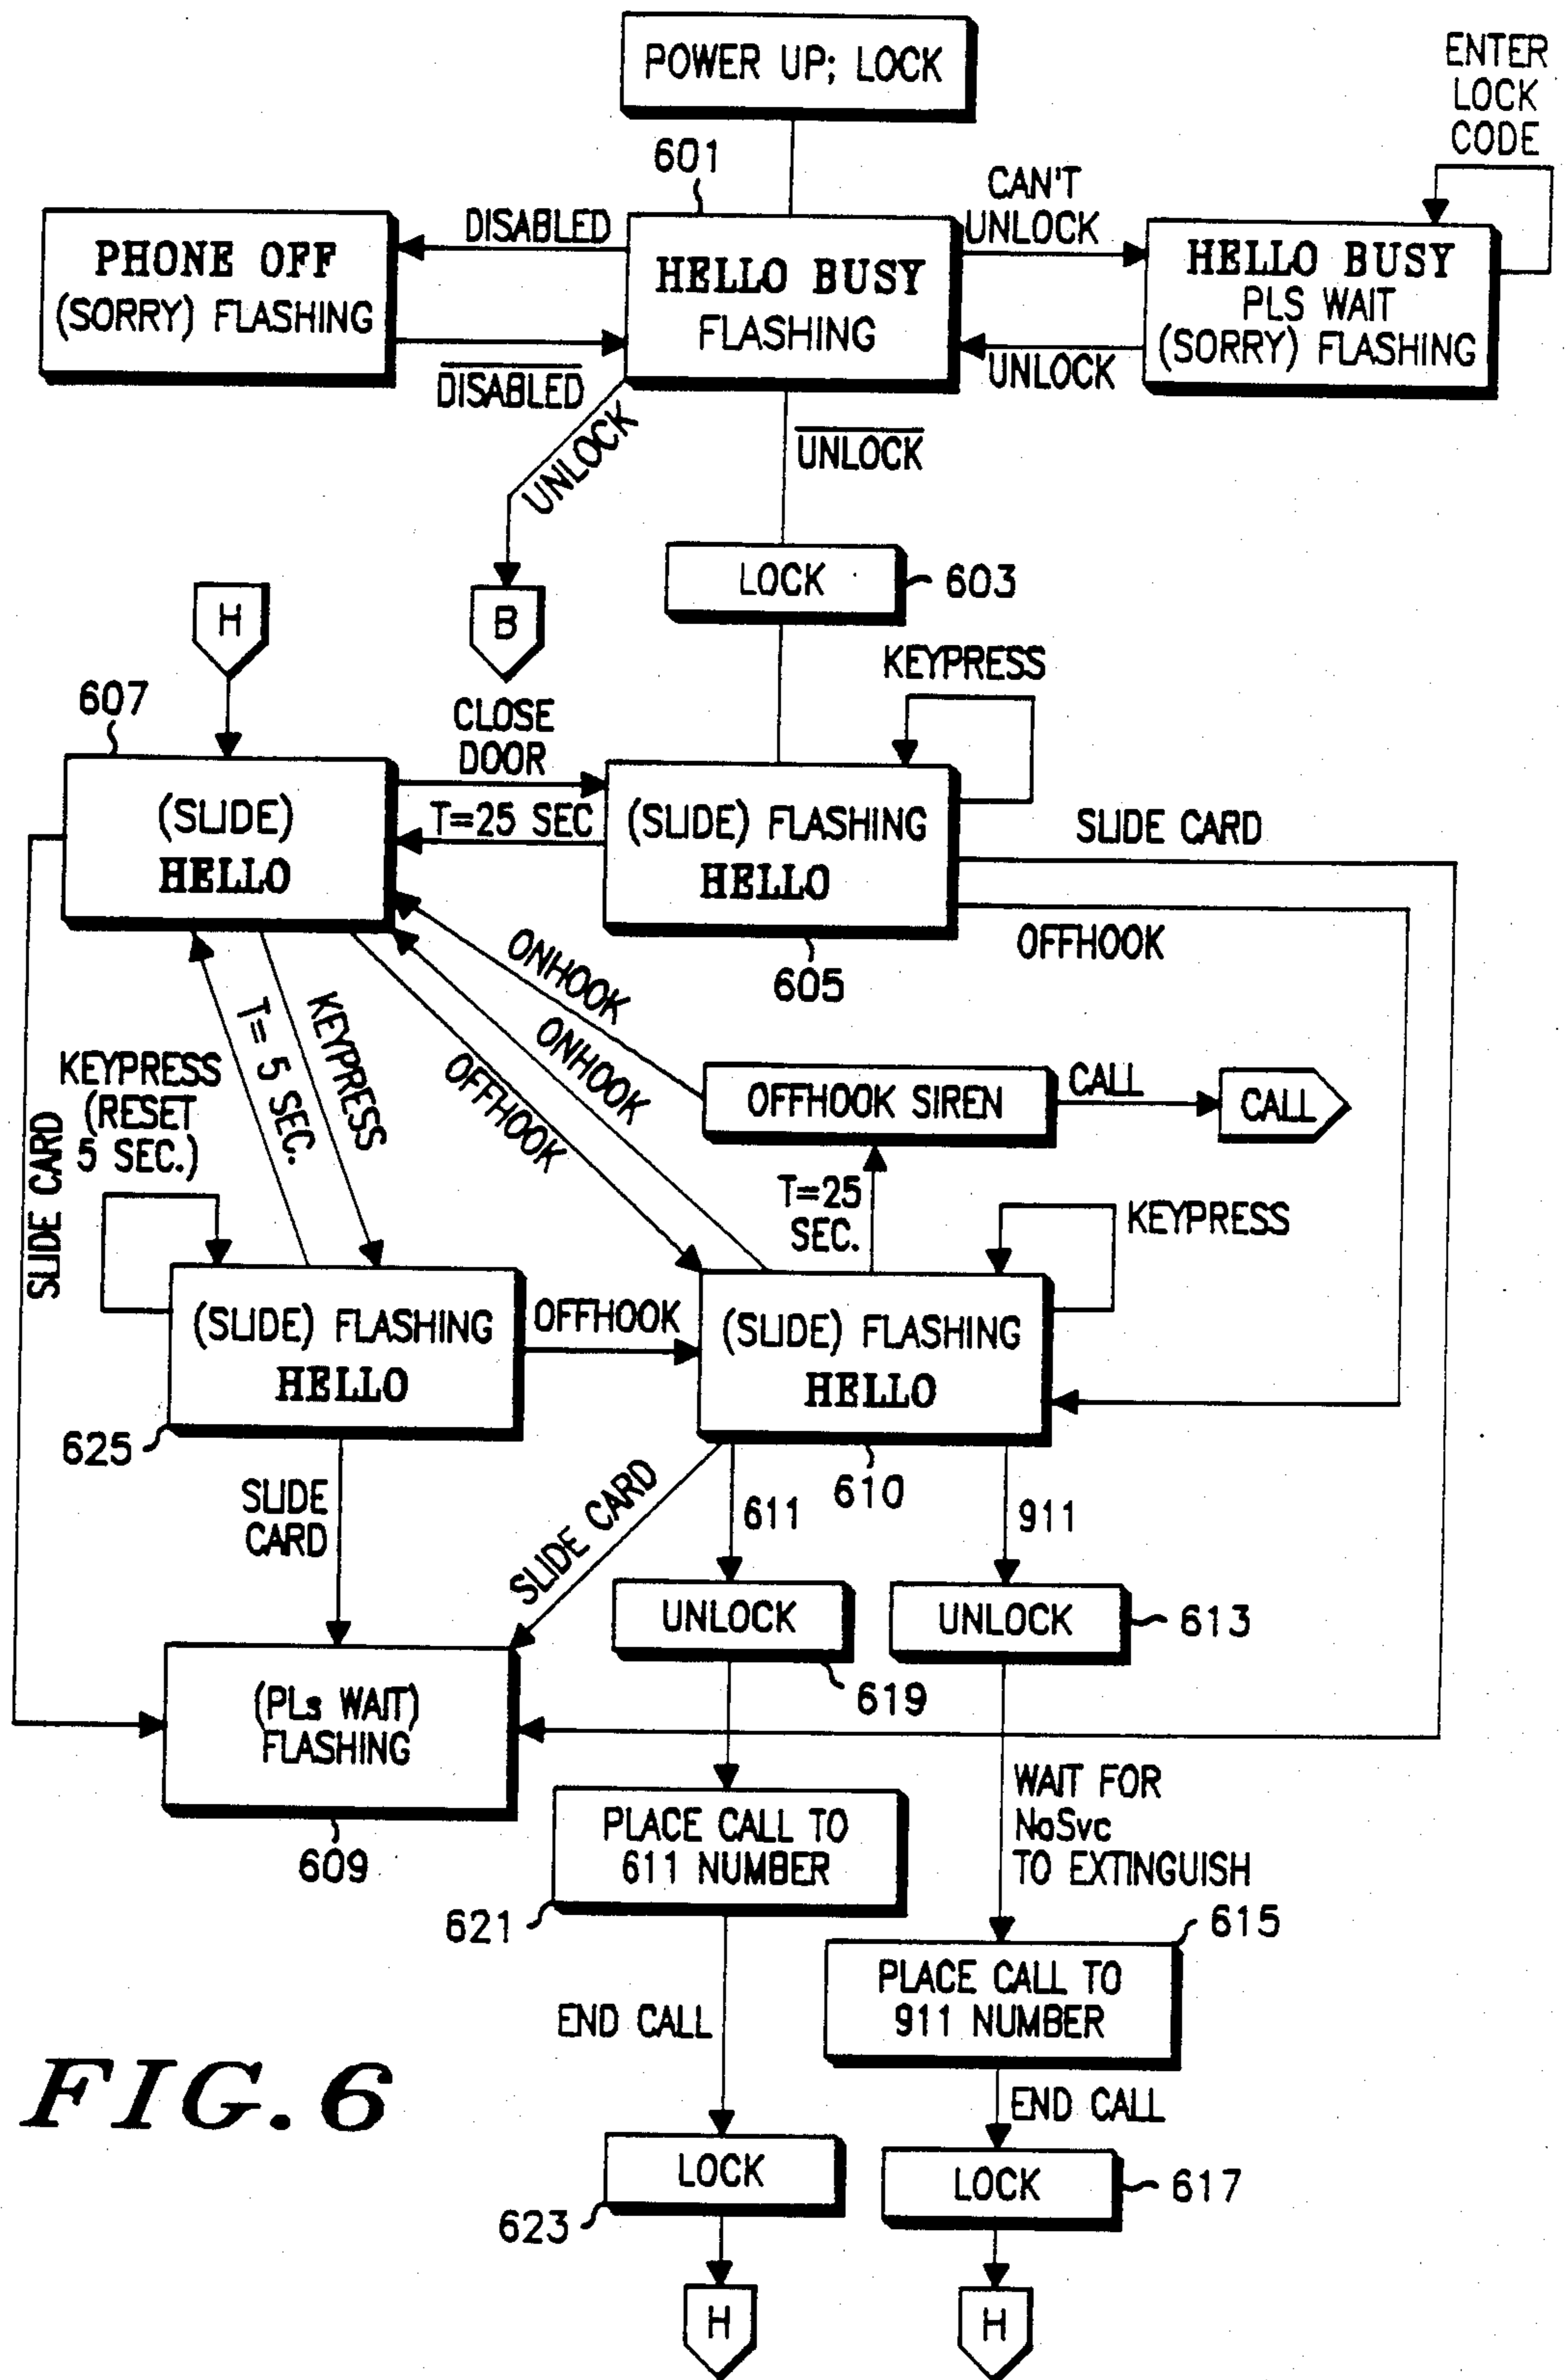 POWER UP; LOCK
ENTER
LOCK
CODE
601
DISABLED
CAN'T
UNLOCK
PHONE OFF
(SORRY) FLASHING
HELLO BUSY
FLASHING
HELLO BUSY
PLS WAIT
(SORRY) FLASHING
DISABLED
UNLOCK
UNLOCK
UNLOCK
LOCK
603
H
B
KEYPRESS
607
CLOSE
DOOR
(SLIDE)
HELLO
T=25 SEC
(SLIDE) FLASHING
HELLO
SLIDE CARD
OFFHOOK
605
ONHOOK
ONHOOK
OFFHOOK
T= 5 SEC.
KEYPRESS
KEYPRESS
(RESET
5 SEC.)
SLIDE CARD
OFFHOOK SIREN
CALL
CALL
T=25
SEC.
KEYPRESS
(SLIDE) FLASHING
HELLO
OFFHOOK
(SLIDE) FLASHING
HELLO
625
610
SLIDE
CARD
SLIDE CARD
611
911
UNLOCK
619
UNLOCK
613
(PLs WAIT)
FLASHING
609
WAIT FOR
NoSvc
TO EXTINGUISH
PLACE CALL TO
611 NUMBER
621
615
PLACE CALL TO
911 NUMBER
END CALL
END CALL
FIG. 6
LOCK
623
LOCK
617
H
H